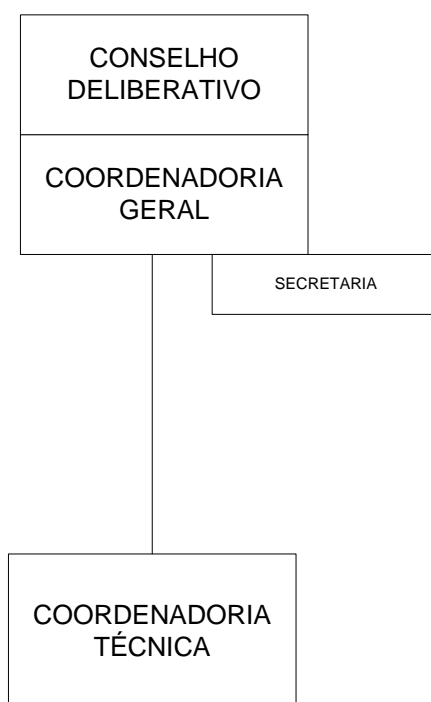 CONSELHO
DELIBERATIVO
COORDENADORIA
GERAL
SECRETARIA
COORDENADORIA
TÉCNICA